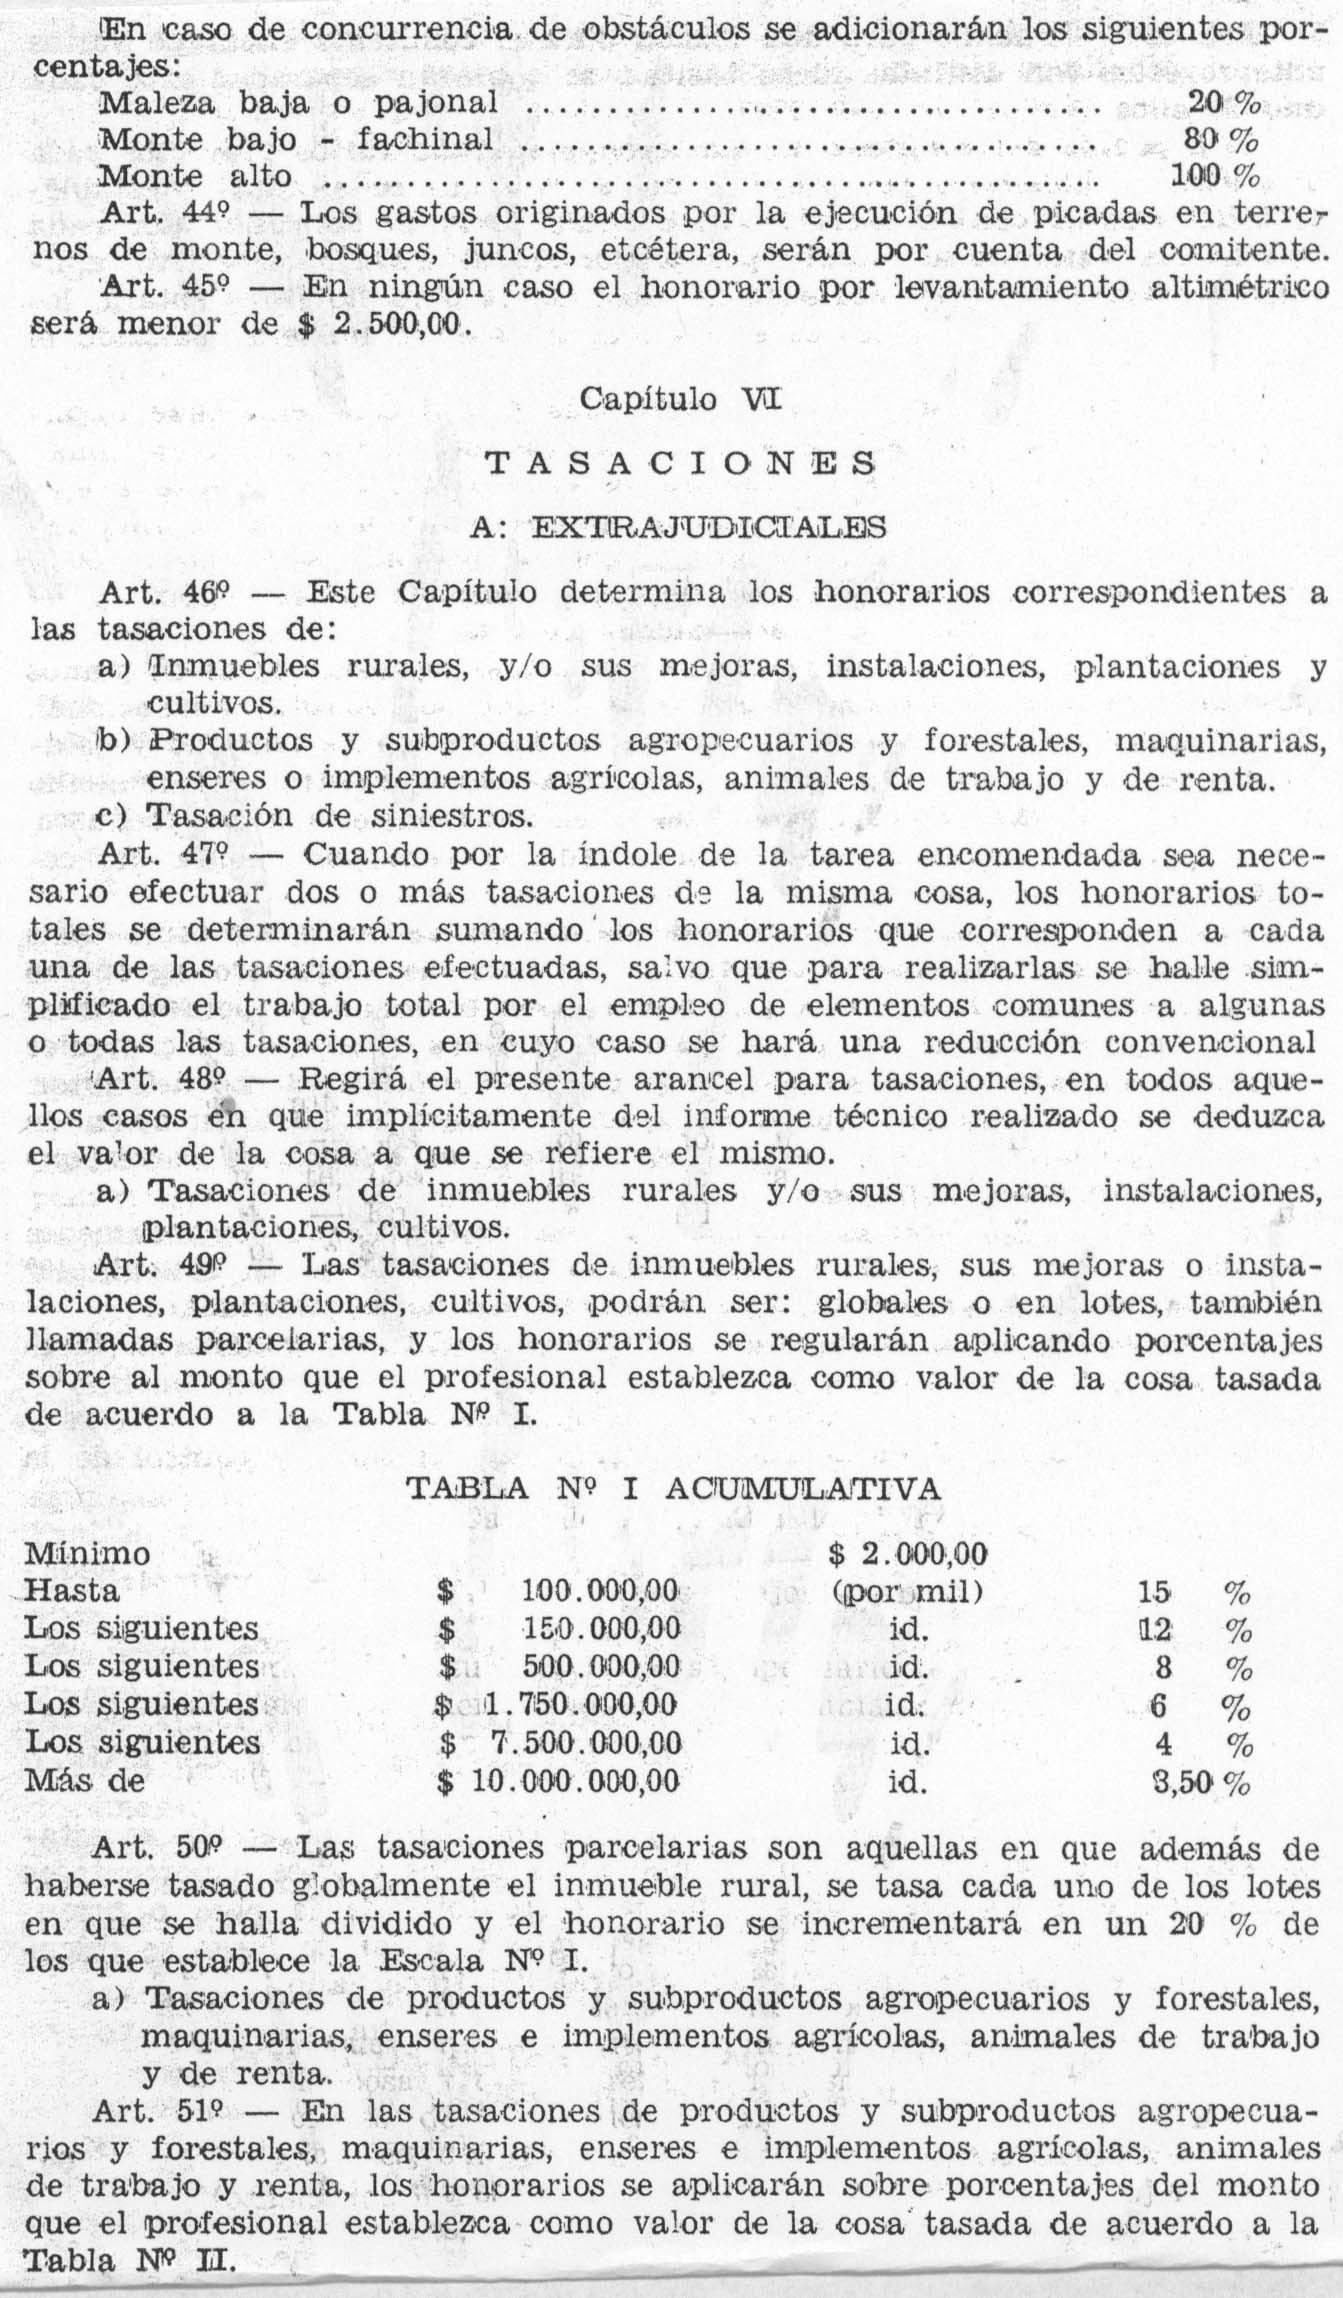 En caso de concurrencia de obstáculos se adicionarán los siguientes por-
centajes:
Maleza baja o pajonal ................................... 20 %
Monte bajo - fachinal ................................... 80 %
Monte alto ............................................... 100 %
Art. 44º — Los gastos originados por la ejecución de picadas en terre-
nos de monte, bosques, juncos, etcétera, serán por cuenta del comitente.
Art. 45º — En ningún caso el honorario por levantamiento altimétrico
será menor de $ 2.500,00.
Capítulo VI
T A S A C I O N E S
A: EXTRAJUDICIALES
Art. 46º — Este Capítulo determina los honorarios correspondientes a
las tasaciones de:
a) Inmuebles rurales, y/o sus mejoras, instalaciones, plantaciones y
cultivos.
b) Productos y subproductos agropecuarios y forestales, maquinarias,
enseres o implementos agrícolas, animales de trabajo y de renta.
c) Tasación de siniestros.
Art. 47º — Cuando por la índole de la tarea encomendada sea nece-
sario efectuar dos o más tasaciones de la misma cosa, los honorarios to-
tales se determinarán sumando los honorarios que corresponden a cada
una de las tasaciones efectuadas, salvo que para realizarlas se halle sim-
plificado el trabajo total por el empleo de elementos comunes a algunas
o todas las tasaciones, en cuyo caso se hará una reducción convencional
Art. 48º — Regirá el presente arancel para tasaciones, en todos aque-
llos casos en que implícitamente del informe técnico realizado se deduzca
el valor de la cosa a que se refiere el mismo.
a) Tasaciones de inmuebles rurales y/o sus mejoras, instalaciones,
plantaciones, cultivos.
Art. 49º — Las tasaciones de inmuebles rurales, sus mejoras o insta-
laciones, plantaciones, cultivos, podrán ser: globales o en lotes, también
llamadas parcelarias, y los honorarios se regularán aplicando porcentajes
sobre al monto que el profesional establezca como valor de la cosa tasada
de acuerdo a la Tabla Nº I.
TABLA Nº I ACUMULATIVA
Mínimo $ 2.000,00
Hasta $ 100.000,00 (por mil) 15 %
Los siguientes $ 150.000,00 id. 12 %
Los siguientes $ 500.000,00 id. 8 %
Los siguientes $ 1.750.000,00 id. 6 %
Los siguientes $ 7.500.000,00 id. 4 %
Más de $ 10.000.000,00 id. 3,50 %
Art. 50º — Las tasaciones parcelarias son aquellas en que además de
haberse tasado globalmente el inmueble rural, se tasa cada uno de los lotes
en que se halla dividido y el honorario se incrementará en un 20 % de
los que establece la Escala Nº I.
a) Tasaciones de productos y subproductos agropecuarios y forestales,
maquinarias, enseres e implementos agrícolas, animales de trabajo
y de renta.
Art. 51º — En las tasaciones de productos y subproductos agropecua-
rios y forestales, maquinarias, enseres e implementos agrícolas, animales
de trabajo y renta, los honorarios se aplicarán sobre porcentajes del monto
que el profesional establezca como valor de la cosa tasada de acuerdo a la
Tabla Nº II.